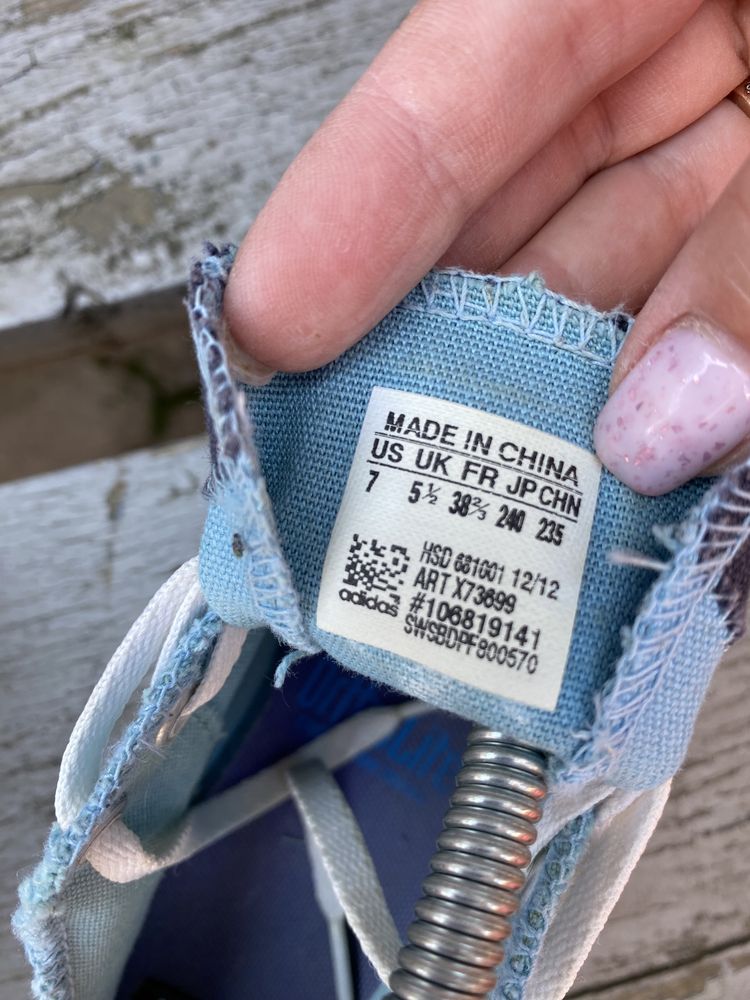 MADE IN CHINA
US UK FR JP CHN
7 5½ 38⅔ 240 235
HSD 681001 12/12
ART X73699
#106819141
SWSBDPF800570
adidas